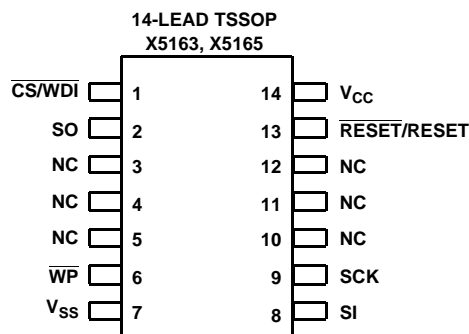 14-LEAD TSSOP
X5163, X5165
CS/WDI 1 14 VCC
SO 2 13 RESET/RESET
NC 3 12 NC
NC 4 11 NC
NC 5 10 NC
WP 6 9 SCK
VSS 7 8 SI